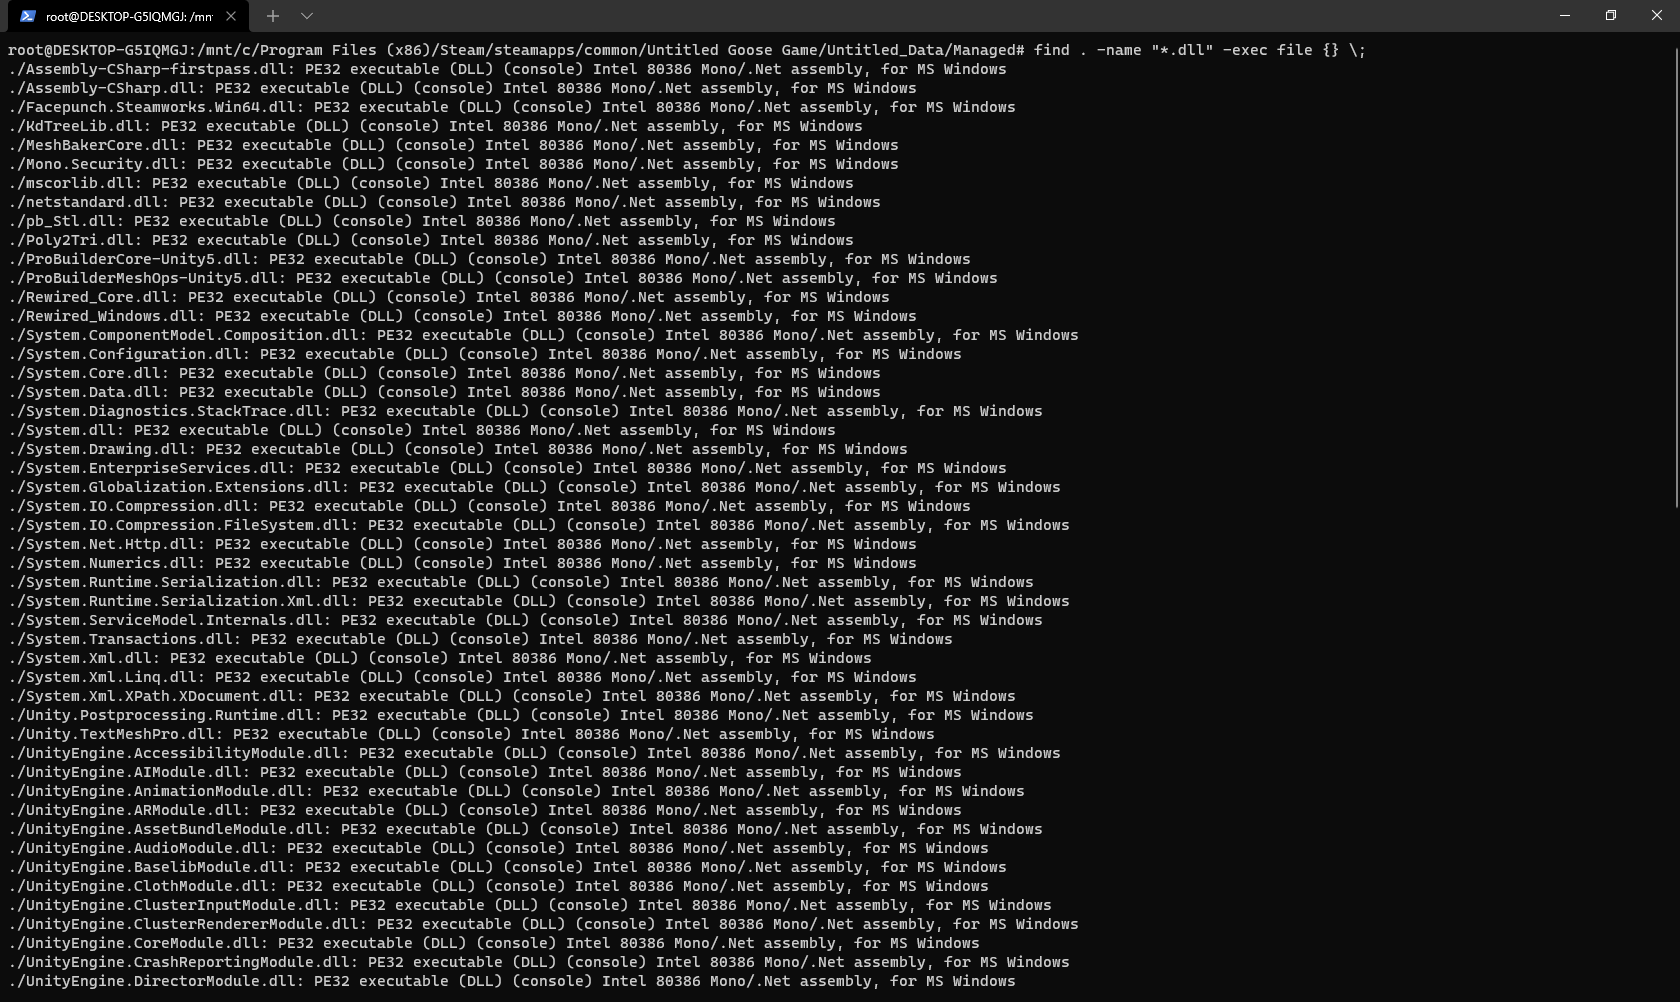 root@DESKTOP-G5IQMGJ: /mnt
root@DESKTOP-G5IQMGJ:/mnt/c/Program Files (x86)/Steam/steamapps/common/Untitled Goose Game/Untitled_Data/Managed# find . -name "*.dll" -exec file {} \;
./Assembly-CSharp-firstpass.dll: PE32 executable (DLL) (console) Intel 80386 Mono/.Net assembly, for MS Windows
./Assembly-CSharp.dll: PE32 executable (DLL) (console) Intel 80386 Mono/.Net assembly, for MS Windows
./Facepunch.Steamworks.Win64.dll: PE32 executable (DLL) (console) Intel 80386 Mono/.Net assembly, for MS Windows
./KdTreeLib.dll: PE32 executable (DLL) (console) Intel 80386 Mono/.Net assembly, for MS Windows
./MeshBakerCore.dll: PE32 executable (DLL) (console) Intel 80386 Mono/.Net assembly, for MS Windows
./Mono.Security.dll: PE32 executable (DLL) (console) Intel 80386 Mono/.Net assembly, for MS Windows
./mscorlib.dll: PE32 executable (DLL) (console) Intel 80386 Mono/.Net assembly, for MS Windows
./netstandard.dll: PE32 executable (DLL) (console) Intel 80386 Mono/.Net assembly, for MS Windows
./pb_Stl.dll: PE32 executable (DLL) (console) Intel 80386 Mono/.Net assembly, for MS Windows
./Poly2Tri.dll: PE32 executable (DLL) (console) Intel 80386 Mono/.Net assembly, for MS Windows
./ProBuilderCore-Unity5.dll: PE32 executable (DLL) (console) Intel 80386 Mono/.Net assembly, for MS Windows
./ProBuilderMeshOps-Unity5.dll: PE32 executable (DLL) (console) Intel 80386 Mono/.Net assembly, for MS Windows
./Rewired_Core.dll: PE32 executable (DLL) (console) Intel 80386 Mono/.Net assembly, for MS Windows
./Rewired_Windows.dll: PE32 executable (DLL) (console) Intel 80386 Mono/.Net assembly, for MS Windows
./System.ComponentModel.Composition.dll: PE32 executable (DLL) (console) Intel 80386 Mono/.Net assembly, for MS Windows
./System.Configuration.dll: PE32 executable (DLL) (console) Intel 80386 Mono/.Net assembly, for MS Windows
./System.Core.dll: PE32 executable (DLL) (console) Intel 80386 Mono/.Net assembly, for MS Windows
./System.Data.dll: PE32 executable (DLL) (console) Intel 80386 Mono/.Net assembly, for MS Windows
./System.Diagnostics.StackTrace.dll: PE32 executable (DLL) (console) Intel 80386 Mono/.Net assembly, for MS Windows
./System.dll: PE32 executable (DLL) (console) Intel 80386 Mono/.Net assembly, for MS Windows
./System.Drawing.dll: PE32 executable (DLL) (console) Intel 80386 Mono/.Net assembly, for MS Windows
./System.EnterpriseServices.dll: PE32 executable (DLL) (console) Intel 80386 Mono/.Net assembly, for MS Windows
./System.Globalization.Extensions.dll: PE32 executable (DLL) (console) Intel 80386 Mono/.Net assembly, for MS Windows
./System.IO.Compression.dll: PE32 executable (DLL) (console) Intel 80386 Mono/.Net assembly, for MS Windows
./System.IO.Compression.FileSystem.dll: PE32 executable (DLL) (console) Intel 80386 Mono/.Net assembly, for MS Windows
./System.Net.Http.dll: PE32 executable (DLL) (console) Intel 80386 Mono/.Net assembly, for MS Windows
./System.Numerics.dll: PE32 executable (DLL) (console) Intel 80386 Mono/.Net assembly, for MS Windows
./System.Runtime.Serialization.dll: PE32 executable (DLL) (console) Intel 80386 Mono/.Net assembly, for MS Windows
./System.Runtime.Serialization.Xml.dll: PE32 executable (DLL) (console) Intel 80386 Mono/.Net assembly, for MS Windows
./System.ServiceModel.Internals.dll: PE32 executable (DLL) (console) Intel 80386 Mono/.Net assembly, for MS Windows
./System.Transactions.dll: PE32 executable (DLL) (console) Intel 80386 Mono/.Net assembly, for MS Windows
./System.Xml.dll: PE32 executable (DLL) (console) Intel 80386 Mono/.Net assembly, for MS Windows
./System.Xml.Linq.dll: PE32 executable (DLL) (console) Intel 80386 Mono/.Net assembly, for MS Windows
./System.Xml.XPath.XDocument.dll: PE32 executable (DLL) (console) Intel 80386 Mono/.Net assembly, for MS Windows
./Unity.Postprocessing.Runtime.dll: PE32 executable (DLL) (console) Intel 80386 Mono/.Net assembly, for MS Windows
./Unity.TextMeshPro.dll: PE32 executable (DLL) (console) Intel 80386 Mono/.Net assembly, for MS Windows
./UnityEngine.AccessibilityModule.dll: PE32 executable (DLL) (console) Intel 80386 Mono/.Net assembly, for MS Windows
./UnityEngine.AIModule.dll: PE32 executable (DLL) (console) Intel 80386 Mono/.Net assembly, for MS Windows
./UnityEngine.AnimationModule.dll: PE32 executable (DLL) (console) Intel 80386 Mono/.Net assembly, for MS Windows
./UnityEngine.ARModule.dll: PE32 executable (DLL) (console) Intel 80386 Mono/.Net assembly, for MS Windows
./UnityEngine.AssetBundleModule.dll: PE32 executable (DLL) (console) Intel 80386 Mono/.Net assembly, for MS Windows
./UnityEngine.AudioModule.dll: PE32 executable (DLL) (console) Intel 80386 Mono/.Net assembly, for MS Windows
./UnityEngine.BaselibModule.dll: PE32 executable (DLL) (console) Intel 80386 Mono/.Net assembly, for MS Windows
./UnityEngine.ClothModule.dll: PE32 executable (DLL) (console) Intel 80386 Mono/.Net assembly, for MS Windows
./UnityEngine.ClusterInputModule.dll: PE32 executable (DLL) (console) Intel 80386 Mono/.Net assembly, for MS Windows
./UnityEngine.ClusterRendererModule.dll: PE32 executable (DLL) (console) Intel 80386 Mono/.Net assembly, for MS Windows
./UnityEngine.CoreModule.dll: PE32 executable (DLL) (console) Intel 80386 Mono/.Net assembly, for MS Windows
./UnityEngine.CrashReportingModule.dll: PE32 executable (DLL) (console) Intel 80386 Mono/.Net assembly, for MS Windows
./UnityEngine.DirectorModule.dll: PE32 executable (DLL) (console) Intel 80386 Mono/.Net assembly, for MS Windows